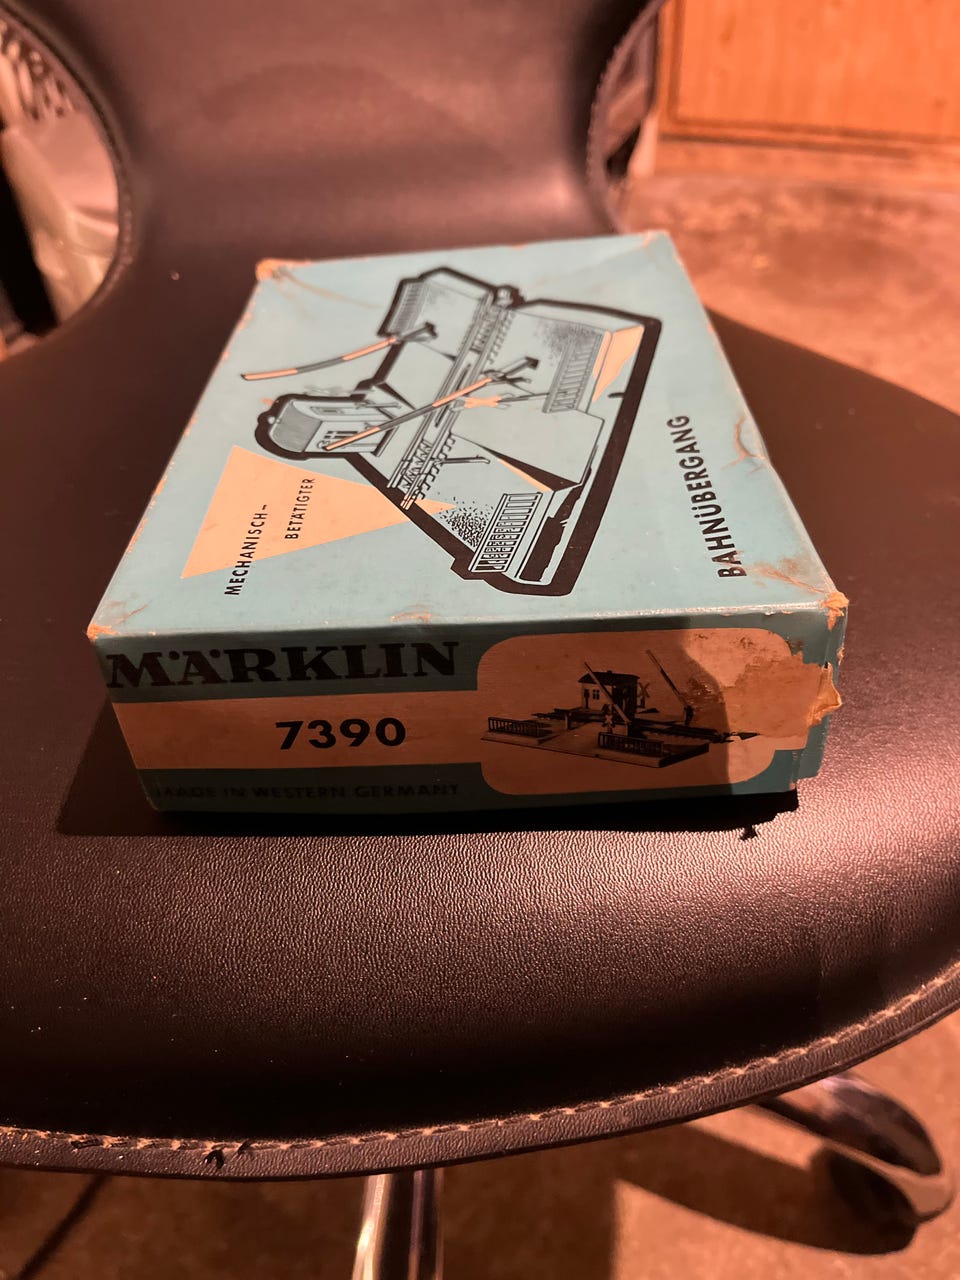 MECHANISCH-
BETÄTIGTER
BAHNÜBERGANG
MÄRKLIN
7390
MADE IN WESTERN GERMANY